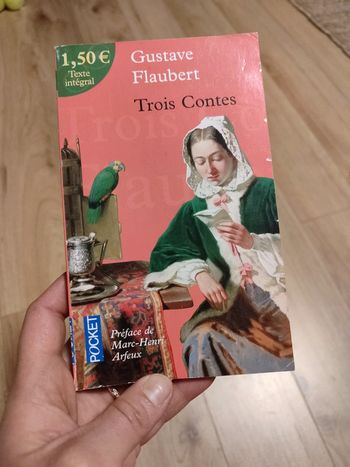 1,50 €
Texte
intégral
Gustave
Flaubert
Trois Contes
Préface de
Marc-Henri
Arfeux
POCKET